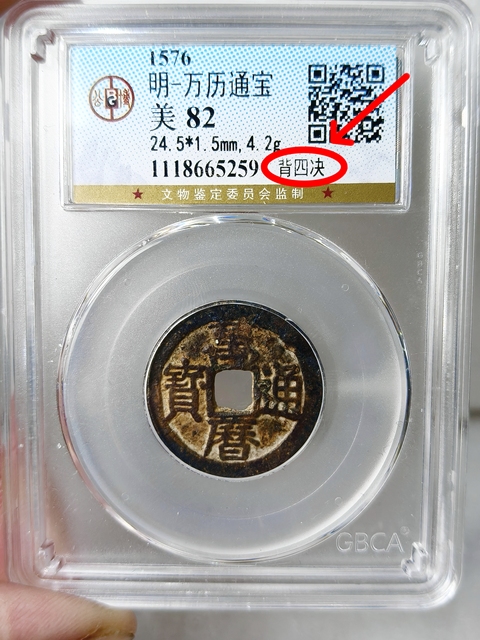 1576
明-万历通宝
美 82
24.5*1.5mm,4.2g
1118665259 背四决
★ 文物鉴定委员会监制 ★
萬
寶 通
曆
GBCA®